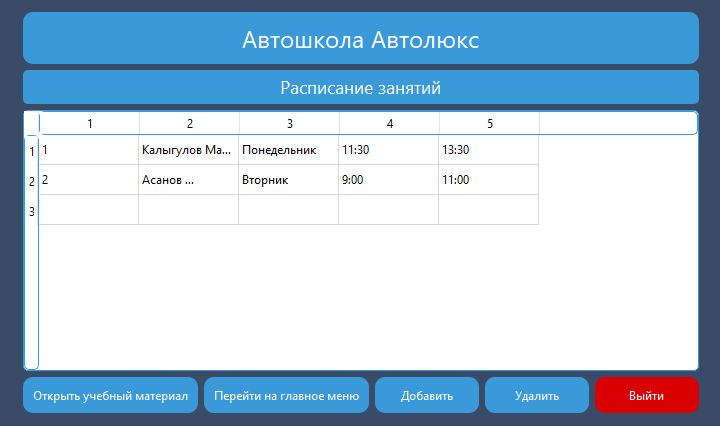 Автошкола Автолюкс
Расписание занятий
1 2 3 4 5
1 1 Калыгулов Ма... Понедельник 11:30 13:30
2 2 Асанов ... Вторник 9:00 11:00
3
Открыть учебный материал Перейти на главное меню Добавить Удалить Выйти